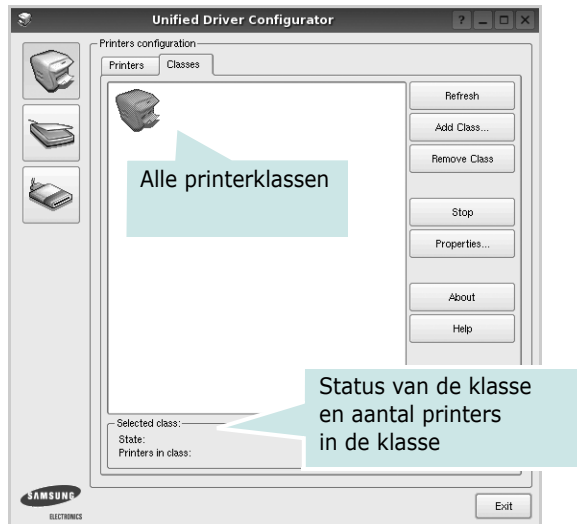 Unified Driver Configurator
Printers configuration
Printers Classes
Refresh
Add Class...
Remove Class
Alle printerklassen
Stop
Properties...
About
Help
Status van de klasse
en aantal printers
in de klasse
Selected class:
State:
Printers in class:
SAMSUNG
ELECTRONICS
Exit